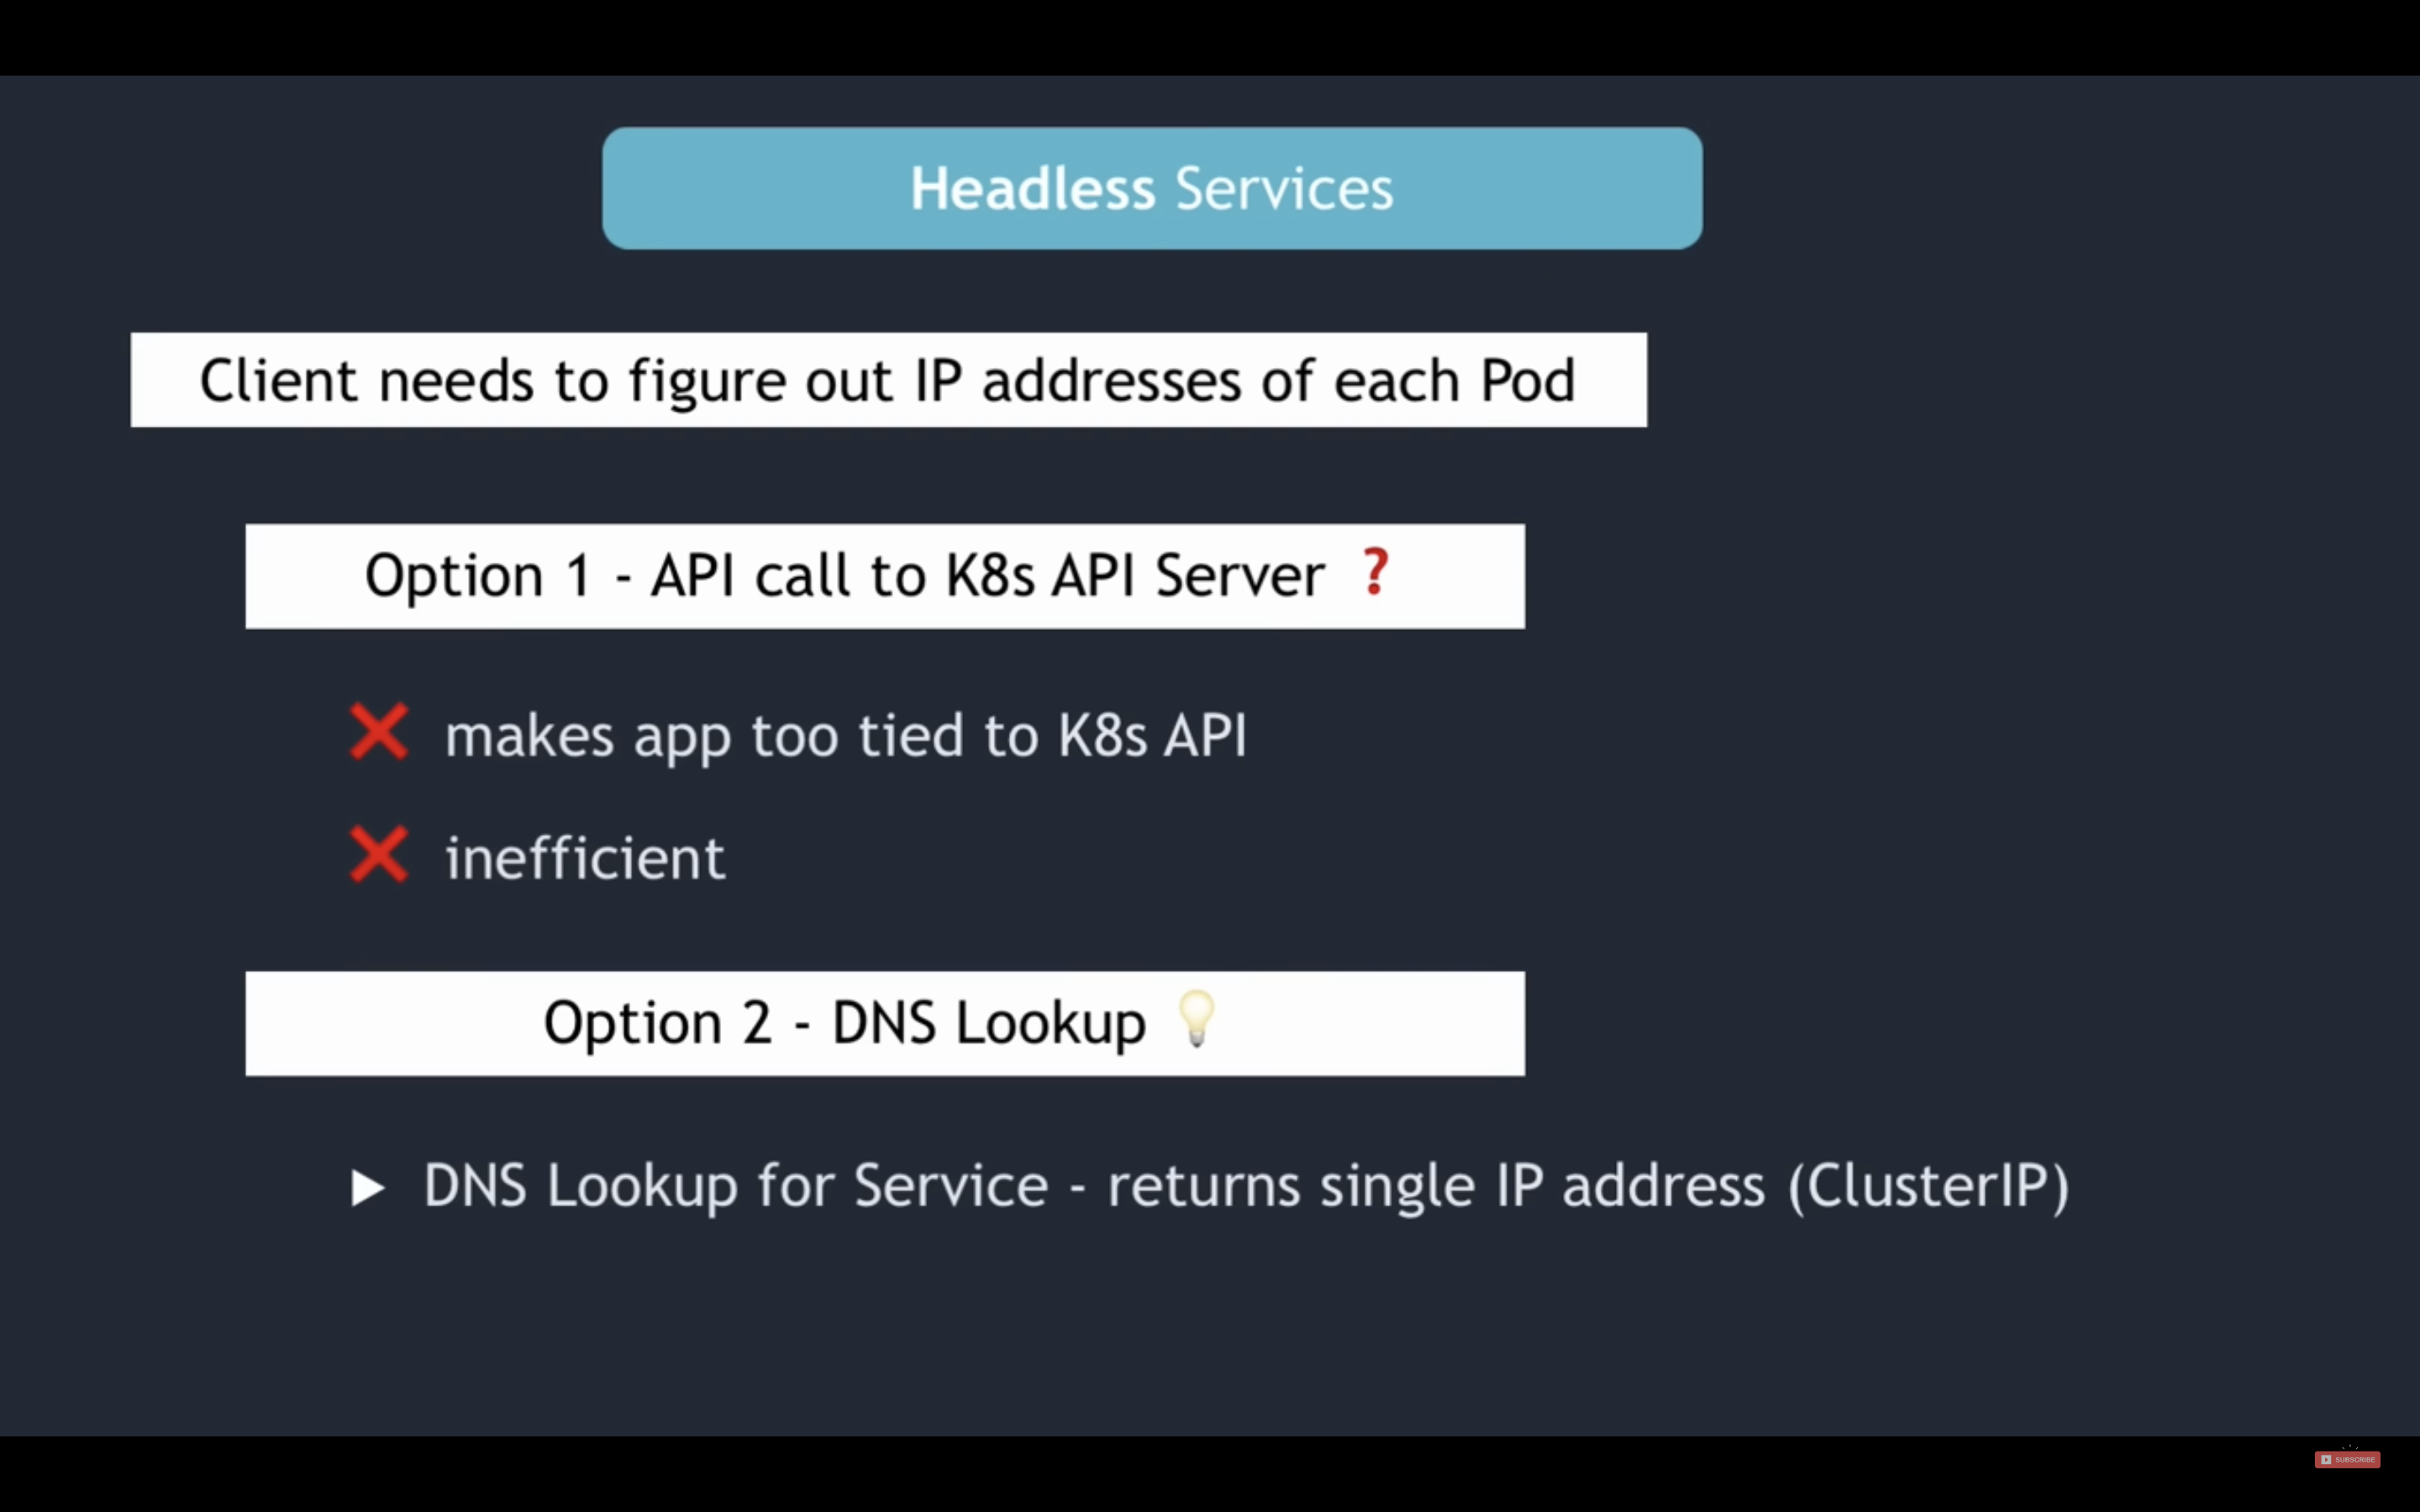 Headless Services
Client needs to figure out IP addresses of each Pod
Option 1 - API call to K8s API Server ❓
❌ makes app too tied to K8s API
❌ inefficient
Option 2 - DNS Lookup 💡
▶ DNS Lookup for Service - returns single IP address (ClusterIP)
SUBSCRIBE